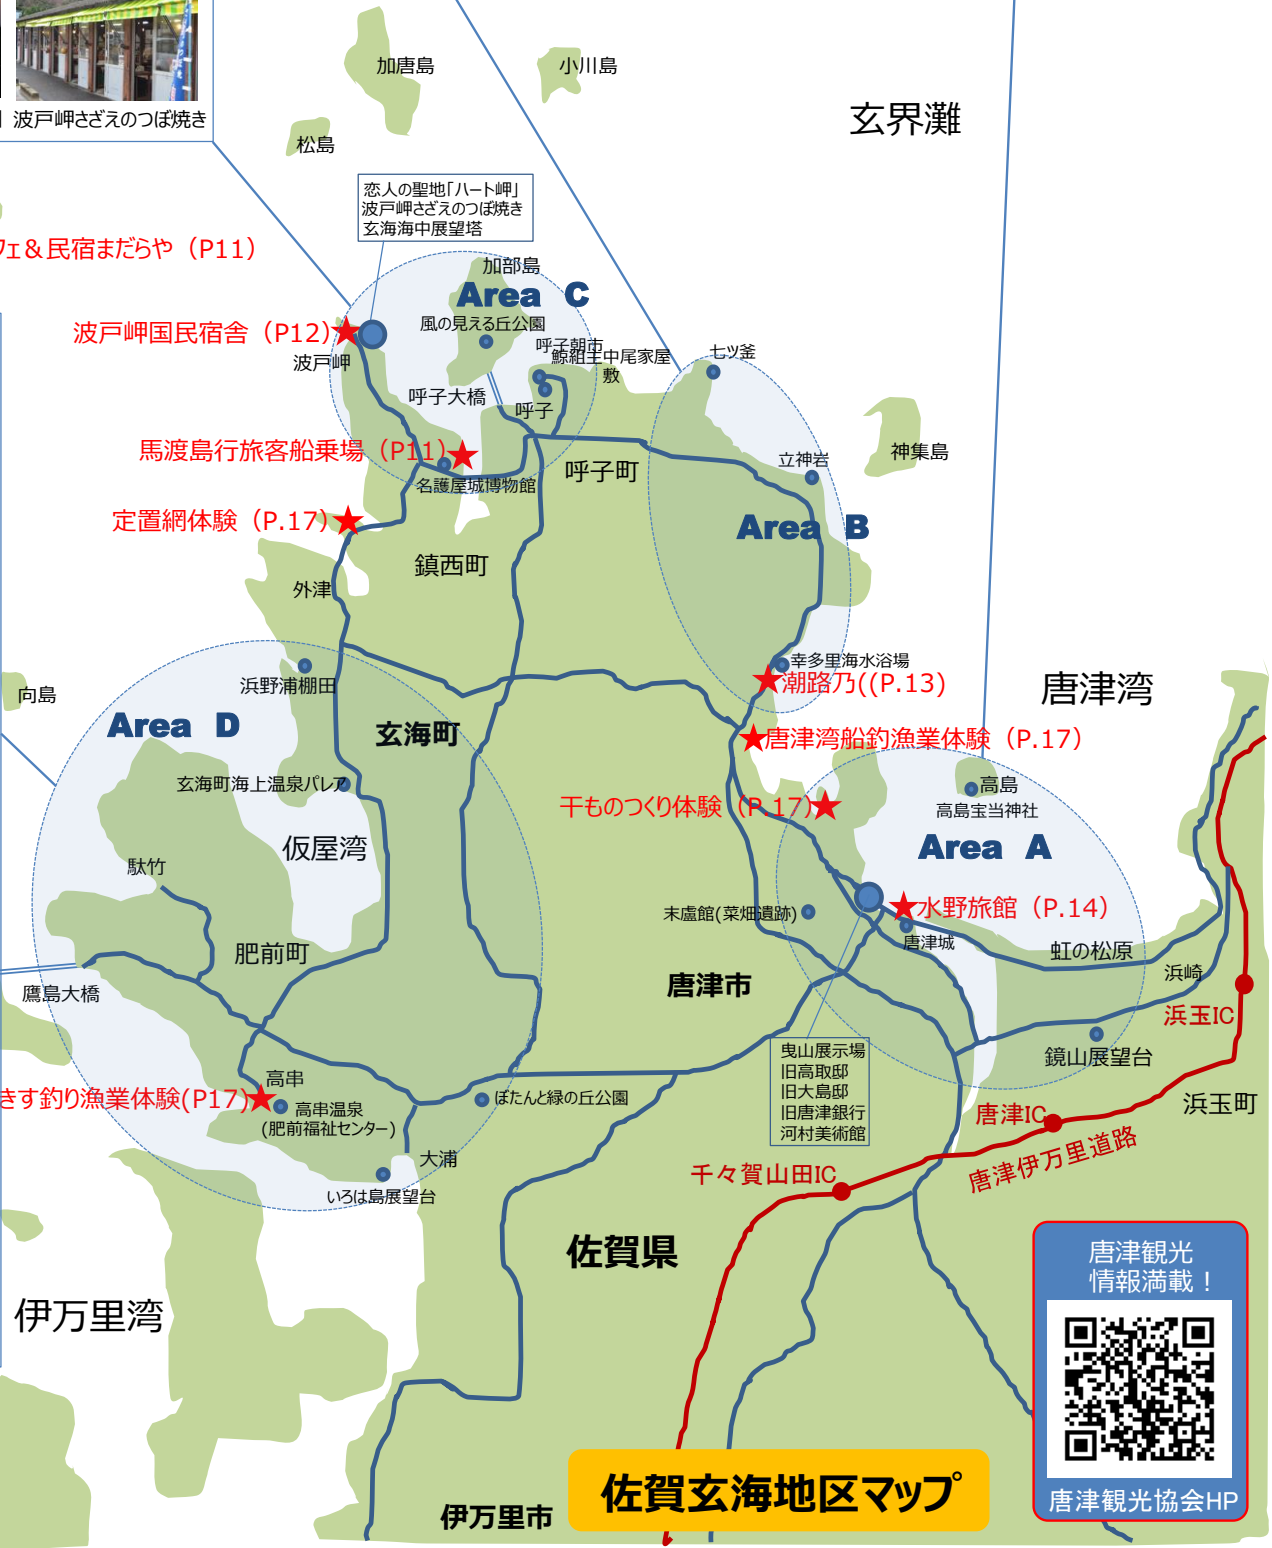 波戸岬さざえのつぼ焼き
加唐島
小川島
玄界灘
松島
恋人の聖地「ハート岬」
波戸岬さざえのつぼ焼き
玄海海中展望塔
フェ＆民宿まだらや（P11）
加部島
Area C
波戸岬国民宿舎（P12）
風の見える丘公園
波戸岬
呼子朝市
鯨組主中尾家屋
敷
七ツ釜
呼子大橋
呼子
馬渡島行旅客船乗場（P11）
名護屋城博物館
呼子町
立神岩
神集島
定置網体験（P.17）
Area B
鎮西町
外津
幸多里海水浴場
潮路乃((P.13）
唐津湾
向島
浜野浦棚田
Area D
玄海町
唐津湾船釣漁業体験（P.17）
玄海町海上温泉パレア
干ものつくり体験（P.17）
高島
高島宝当神社
仮屋湾
Area A
駄竹
末盧館(菜畑遺跡)
水野旅館（P.14）
唐津城
肥前町
虹の松原
浜崎
鷹島大橋
唐津市
浜玉IC
曳山展示場
旧高取邸
旧大島邸
旧唐津銀行
河村美術館
鏡山展望台
高串
きす釣り漁業体験(P17)
高串温泉
(肥前福祉センター)
ぼたんと緑の丘公園
浜玉町
唐津IC
唐津伊万里道路
大浦
いろは島展望台
千々賀山田IC
佐賀県
伊万里湾
唐津観光
情報満載！
唐津観光協会HP
佐賀玄海地区マップ
伊万里市